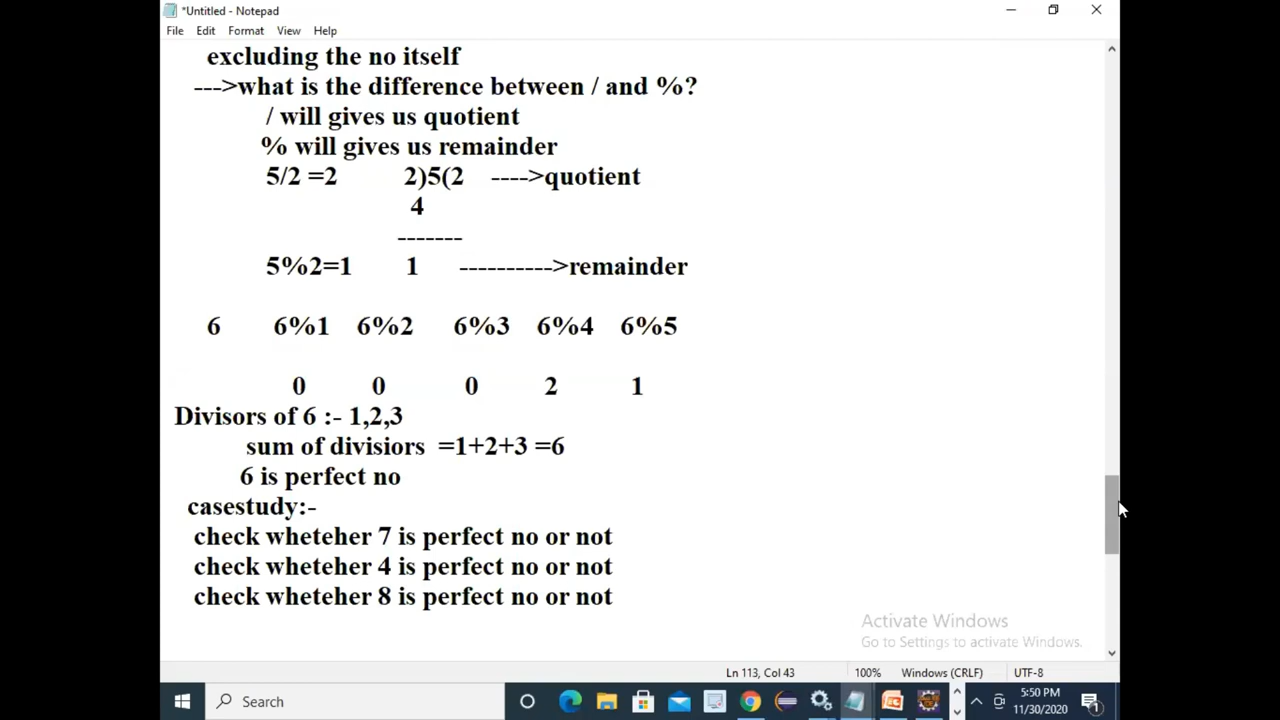 *Untitled - Notepad
File Edit Format View Help
excluding the no itself
--->what is the difference between / and %?
/ will gives us quotient
% will gives us remainder
5/2 =2 2)5(2 ---->quotient
4
-------
5%2=1 1 ---------->remainder
6 6%1 6%2 6%3 6%4 6%5
0 0 0 2 1
Divisors of 6 :- 1,2,3
sum of divisiors =1+2+3 =6
6 is perfect no
casestudy:-
check wheteher 7 is perfect no or not
check wheteher 4 is perfect no or not
check wheteher 8 is perfect no or not
Activate Windows
Go to Settings to activate Windows.
Ln 113, Col 43 100% Windows (CRLF) UTF-8
Search
5:50 PM
11/30/2020
1